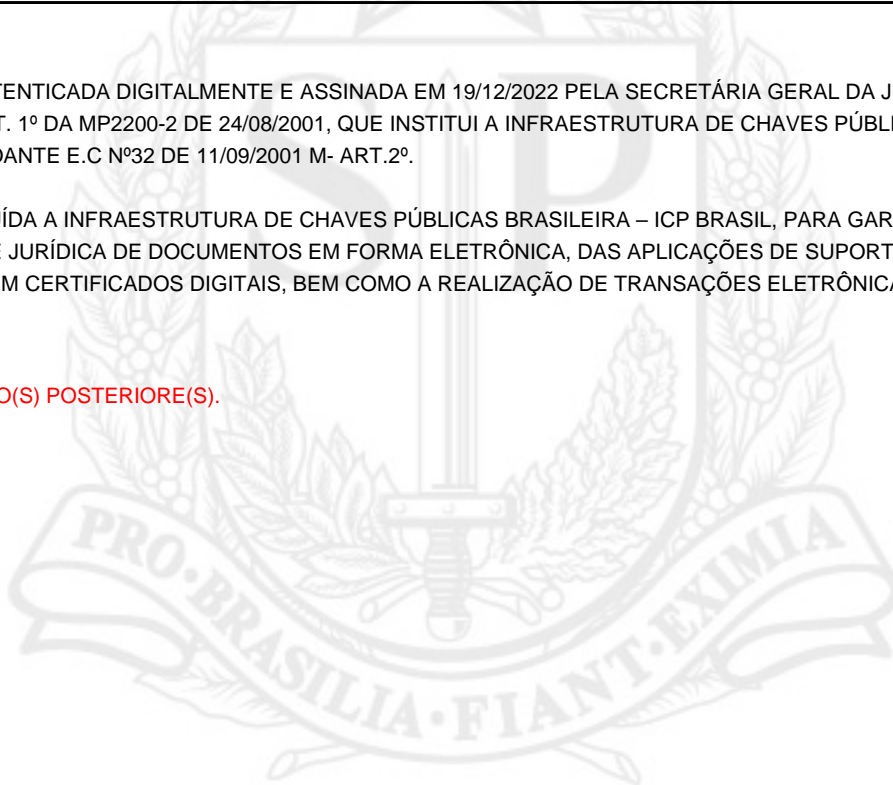 TENTICADA DIGITALMENTE E ASSINADA EM 19/12/2022 PELA SECRETÁRIA GERAL DA J
T. 1º DA MP2200-2 DE 24/08/2001, QUE INSTITUI A INFRAESTRUTURA DE CHAVES PÚBL
DANTE E.C Nº32 DE 11/09/2001 M- ART.2º.
UÍDA A INFRAESTRUTURA DE CHAVES PÚBLICAS BRASILEIRA – ICP BRASIL, PARA GAR
E JURÍDICA DE DOCUMENTOS EM FORMA ELETRÔNICA, DAS APLICAÇÕES DE SUPORT
M CERTIFICADOS DIGITAIS, BEM COMO A REALIZAÇÃO DE TRANSAÇÕES ELETRÔNICA
O(S) POSTERIORE(S).
SP
PRO·BRASILIA·FIANT·EXIMIA